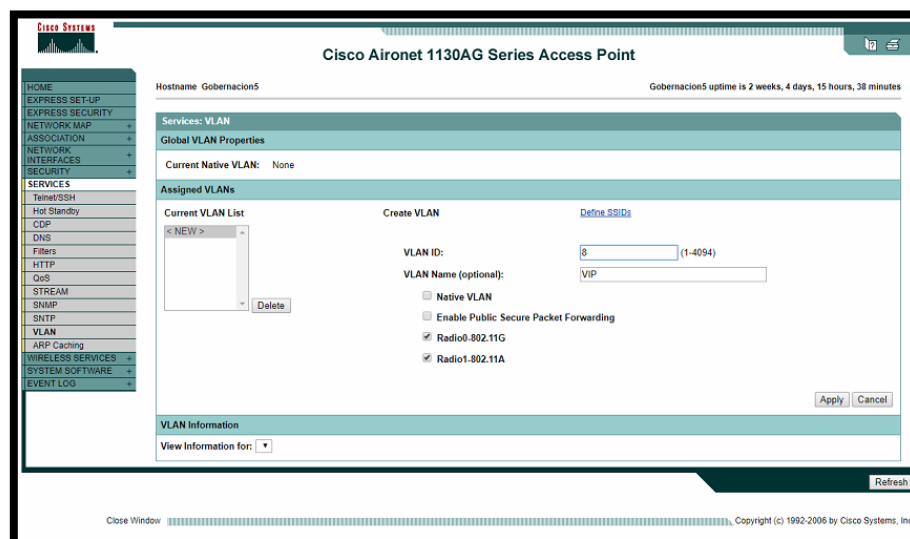 CISCO SYSTEMS
Cisco Aironet 1130AG Series Access Point
HOME
EXPRESS SET-UP
EXPRESS SECURITY
NETWORK MAP +
ASSOCIATION +
NETWORK
INTERFACES +
SECURITY +
SERVICES
Telnet/SSH
Hot Standby
CDP
DNS
Filters
HTTP
QoS
STREAM
SNMP
SNTP
VLAN
ARP Caching
WIRELESS SERVICES +
SYSTEM SOFTWARE +
EVENT LOG +
Hostname Gobernacion5
Gobernacion5 uptime is 2 weeks, 4 days, 15 hours, 38 minutes
Services: VLAN
Global VLAN Properties
Current Native VLAN: None
Assigned VLANs
Current VLAN List
< NEW >
Delete
Create VLAN
Define SSIDs
VLAN ID: 8 (1-4094)
VLAN Name (optional): VIP
Native VLAN
Enable Public Secure Packet Forwarding
Radio0-802.11G
Radio1-802.11A
Apply Cancel
VLAN Information
View Information for:
Refresh
Close Window
Copyright (c) 1992-2006 by Cisco Systems, Inc